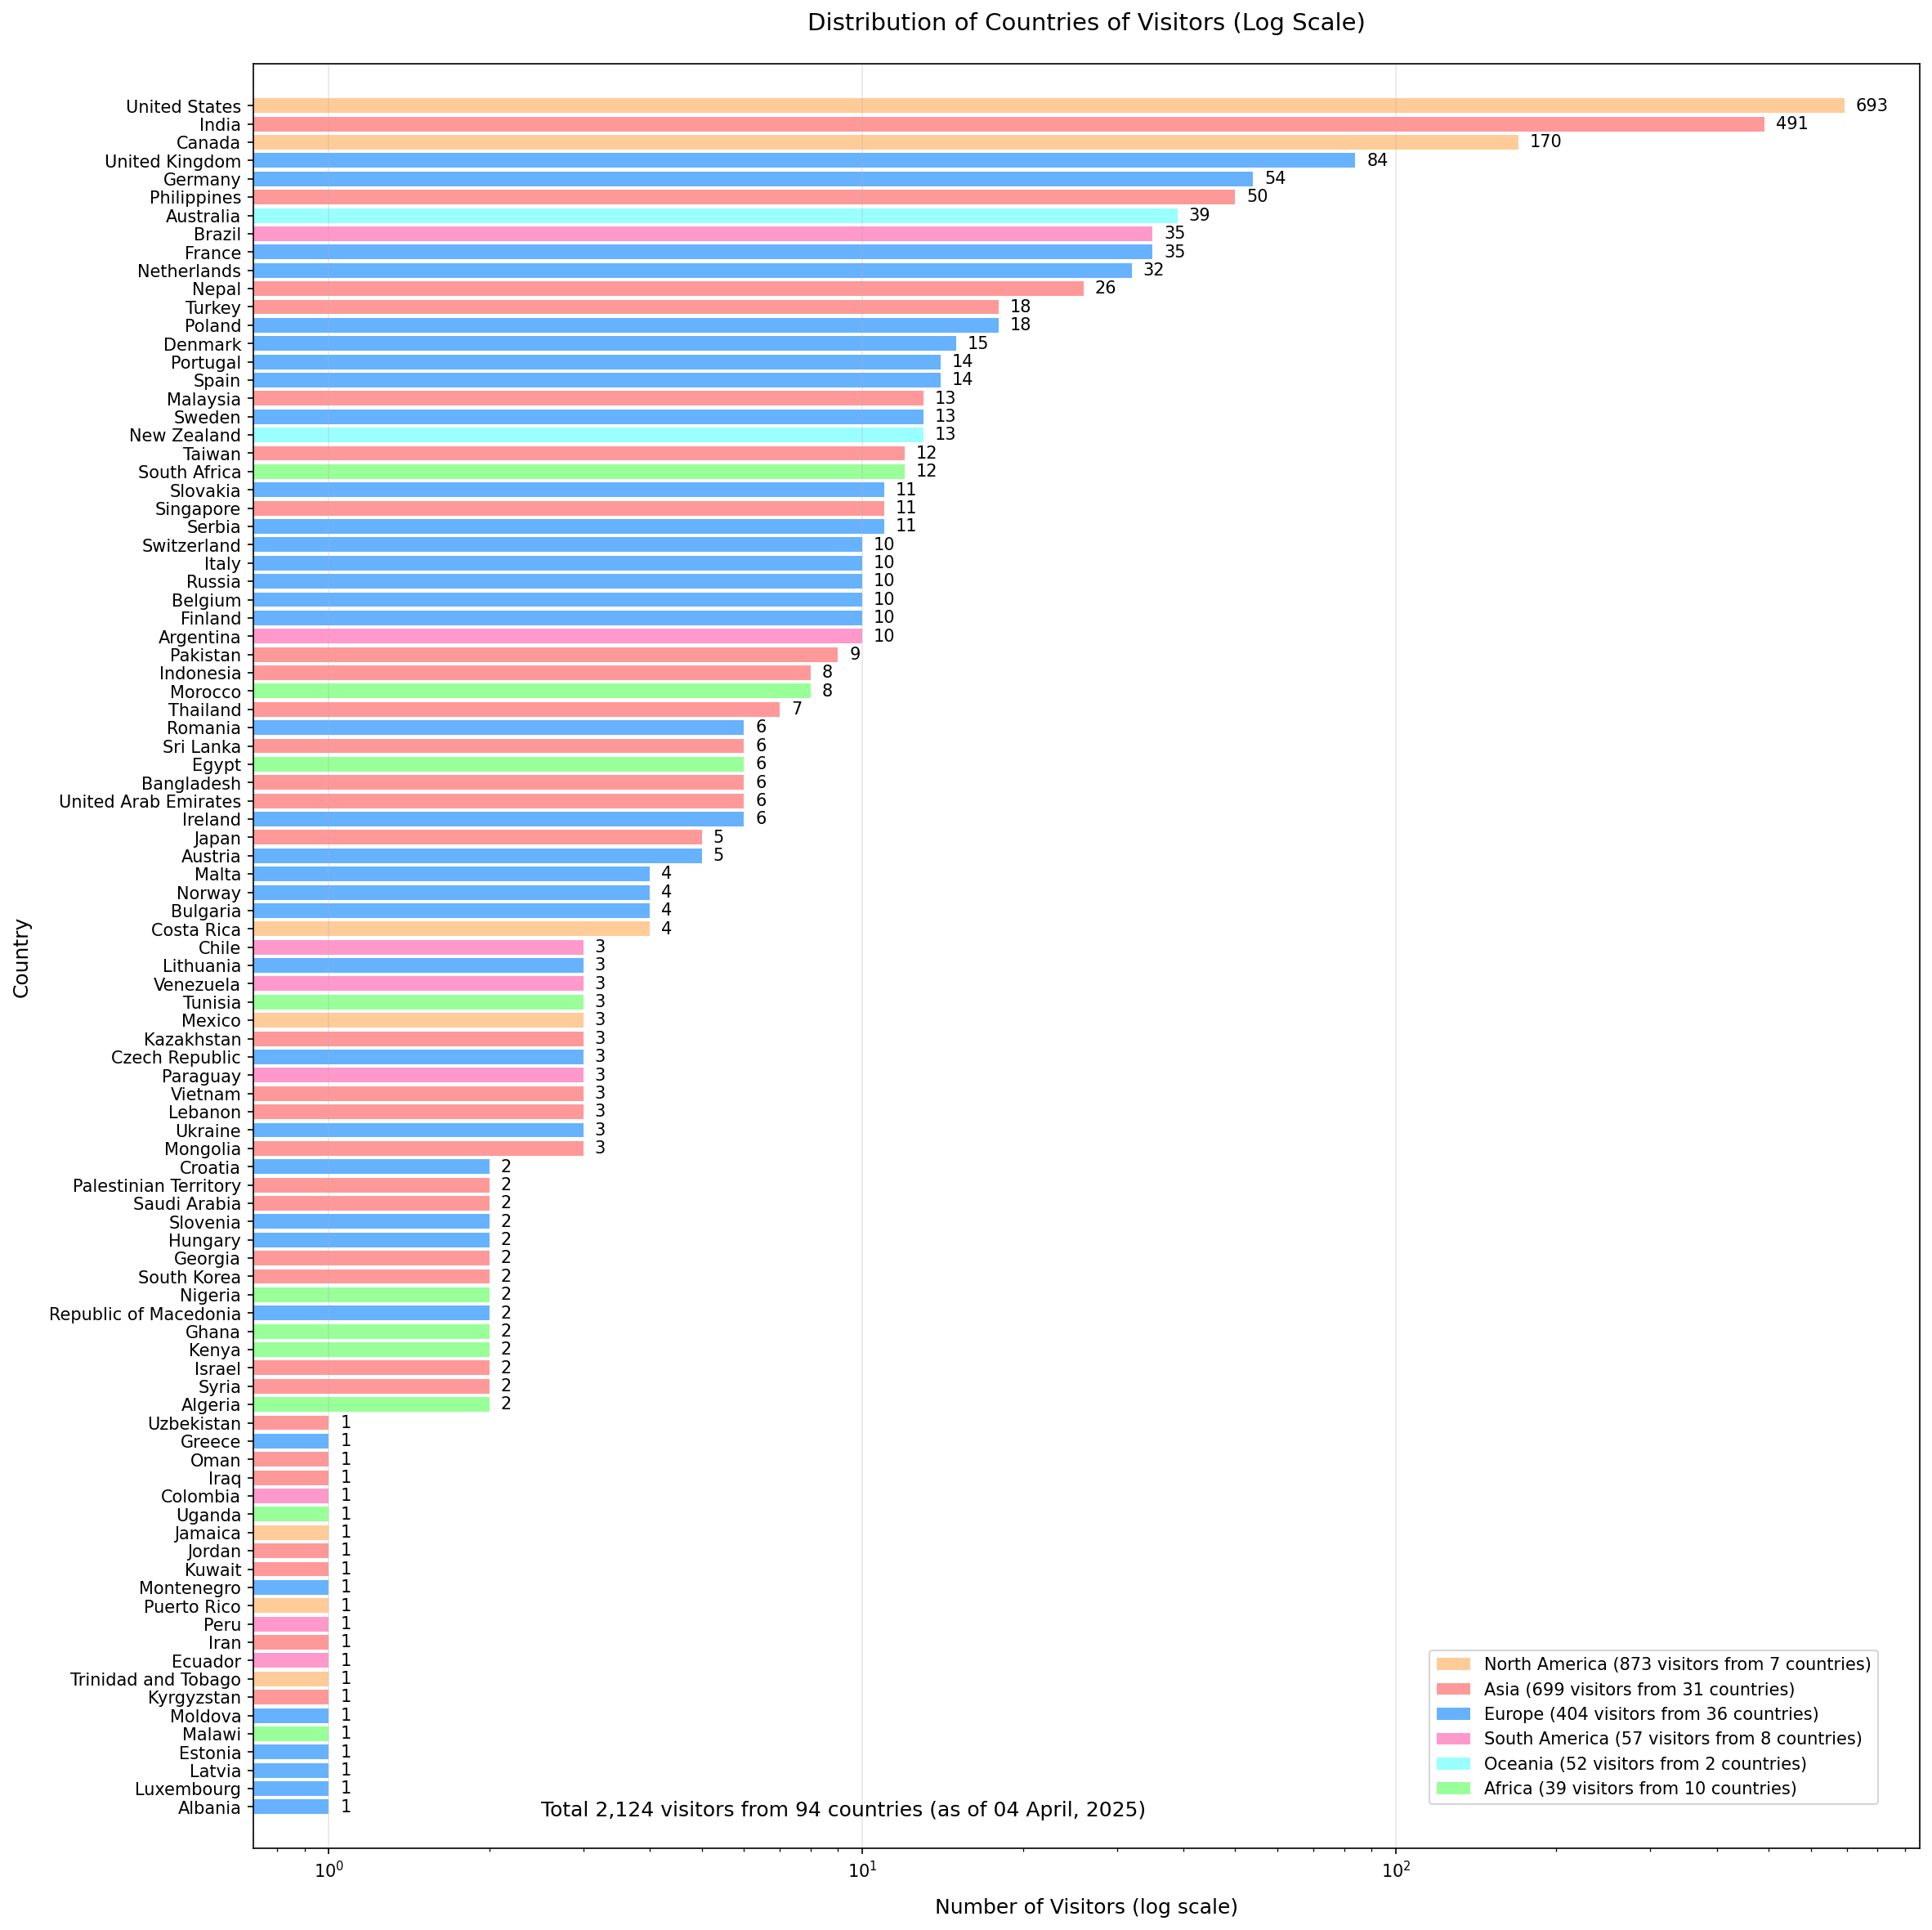 Distribution of Countries of Visitors (Log Scale)
Country
United States 693
India 491
Canada 170
United Kingdom 84
Germany 54
Philippines 50
Australia 39
Brazil 35
France 35
Netherlands 32
Nepal 26
Turkey 18
Poland 18
Denmark 15
Portugal 14
Spain 14
Malaysia 13
Sweden 13
New Zealand 13
Taiwan 12
South Africa 12
Slovakia 11
Singapore 11
Serbia 11
Switzerland 10
Italy 10
Russia 10
Belgium 10
Finland 10
Argentina 10
Pakistan 9
Indonesia 8
Morocco 8
Thailand 7
Romania 6
Sri Lanka 6
Egypt 6
Bangladesh 6
United Arab Emirates 6
Ireland 6
Japan 5
Austria 5
Malta 4
Norway 4
Bulgaria 4
Costa Rica 4
Chile 3
Lithuania 3
Venezuela 3
Tunisia 3
Mexico 3
Kazakhstan 3
Czech Republic 3
Paraguay 3
Vietnam 3
Lebanon 3
Ukraine 3
Mongolia 3
Croatia 2
Palestinian Territory 2
Saudi Arabia 2
Slovenia 2
Hungary 2
Georgia 2
South Korea 2
Nigeria 2
Republic of Macedonia 2
Ghana 2
Kenya 2
Israel 2
Syria 2
Algeria 2
Uzbekistan 1
Greece 1
Oman 1
Iraq 1
Colombia 1
Uganda 1
Jamaica 1
Jordan 1
Kuwait 1
Montenegro 1
Puerto Rico 1
Peru 1
Iran 1
Ecuador 1
Trinidad and Tobago 1
Kyrgyzstan 1
Moldova 1
Malawi 1
Estonia 1
Latvia 1
Luxembourg 1
Albania 1
North America (873 visitors from 7 countries)
Asia (699 visitors from 31 countries)
Europe (404 visitors from 36 countries)
South America (57 visitors from 8 countries)
Oceania (52 visitors from 2 countries)
Africa (39 visitors from 10 countries)
Total 2,124 visitors from 94 countries (as of 04 April, 2025)
10⁰ 10¹ 10²
Number of Visitors (log scale)